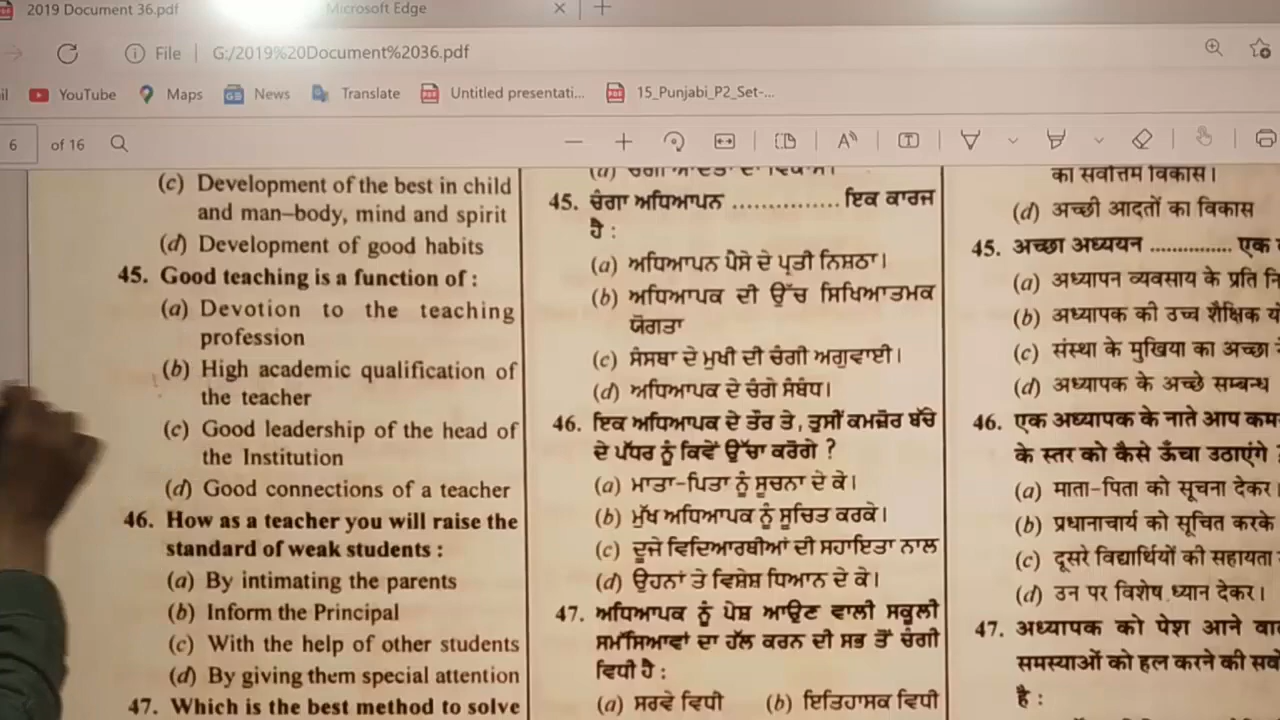 2019 Document 36.pdf
Microsoft Edge
File
G:/2019%20Document%2036.pdf
YouTube
Maps
News
Translate
Untitled presentati...
15_Punjabi_P2_Set-...
6 of 16
(c) Development of the best in child
and man–body, mind and spirit
(d) Development of good habits
45. Good teaching is a function of :
(a) Devotion to the teaching
profession
(b) High academic qualification of
the teacher
(c) Good leadership of the head of
the Institution
(d) Good connections of a teacher
46. How as a teacher you will raise the
standard of weak students :
(a) By intimating the parents
(b) Inform the Principal
(c) With the help of other students
(d) By giving them special attention
47. Which is the best method to solve
45. ਚੰਗਾ ਅਧਿਆਪਨ ............... ਇਕ ਕਾਰਜ
ਹੈ :
(a) ਅਧਿਆਪਨ ਪੈਸੇ ਦੇ ਪ੍ਰਤੀ ਨਿਸ਼ਠਾ।
(b) ਅਧਿਆਪਕ ਦੀ ਉੱਚ ਸਿਖਿਆਤਮਕ
ਯੋਗਤਾ
(c) ਸੰਸਥਾ ਦੇ ਮੁਖੀ ਦੀ ਚੰਗੀ ਅਗੁਵਾਈ।
(d) ਅਧਿਆਪਕ ਦੇ ਚੰਗੇ ਸੰਬੰਧ।
46. ਇਕ ਅਧਿਆਪਕ ਦੇ ਤੌਰ ਤੇ, ਤੁਸੀਂ ਕਮਜ਼ੋਰ ਬੱਚੇ
ਦੇ ਪੱਧਰ ਨੂੰ ਕਿਵੇਂ ਉੱਚਾ ਕਰੋਗੇ ?
(a) ਮਾਤਾ-ਪਿਤਾ ਨੂੰ ਸੂਚਨਾ ਦੇ ਕੇ।
(b) ਮੁੱਖ ਅਧਿਆਪਕ ਨੂੰ ਸੂਚਿਤ ਕਰਕੇ।
(c) ਦੂਜੇ ਵਿਦਿਆਰਥੀਆਂ ਦੀ ਸਹਾਇਤਾ ਨਾਲ
(d) ਉਹਨਾਂ ਤੇ ਵਿਸ਼ੇਸ਼ ਧਿਆਨ ਦੇ ਕੇ।
47. ਅਧਿਆਪਕ ਨੂੰ ਪੇਸ਼ ਆਉਣ ਵਾਲੀ ਸਕੂਲੀ
ਸਮੱਸਿਆਵਾਂ ਦਾ ਹੱਲ ਕਰਨ ਦੀ ਸਭ ਤੋਂ ਚੰਗੀ
ਵਿਧੀ ਹੈ :
(a) ਸਰਵੇ ਵਿਧੀ (b) ਇਤਿਹਾਸਕ ਵਿਧੀ
का सर्वोत्तम विकास।
(d) अच्छी आदतों का विकास
45. अच्छा अध्ययन .............. एक
(a) अध्यापन व्यवसाय के प्रति
(b) अध्यापक की उच्च शैक्षिक
(c) संस्था के मुखिया का अच्छा
(d) अध्यापक के अच्छे सम्बन्ध
46. एक अध्यापक के नाते आप
के स्तर को कैसे ऊँचा उठाएंगे
(a) माता-पिता को सूचना देकर।
(b) प्रधानाचार्य को सूचित करके
(c) दूसरे विद्यार्थियों की सहायता
(d) उन पर विशेष ध्यान देकर।
47. अध्यापक को पेश आने
समस्याओं को हल करने की
है :